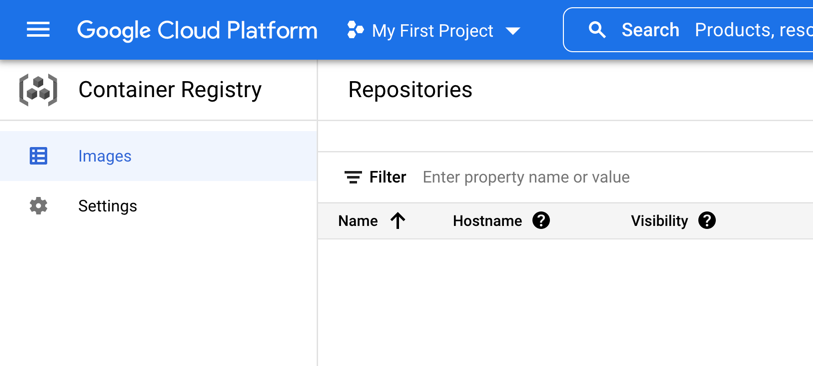 Google Cloud Platform My First Project Search Products, reso
Container Registry Repositories
Images
Filter Enter property name or value
Settings
Name Hostname Visibility